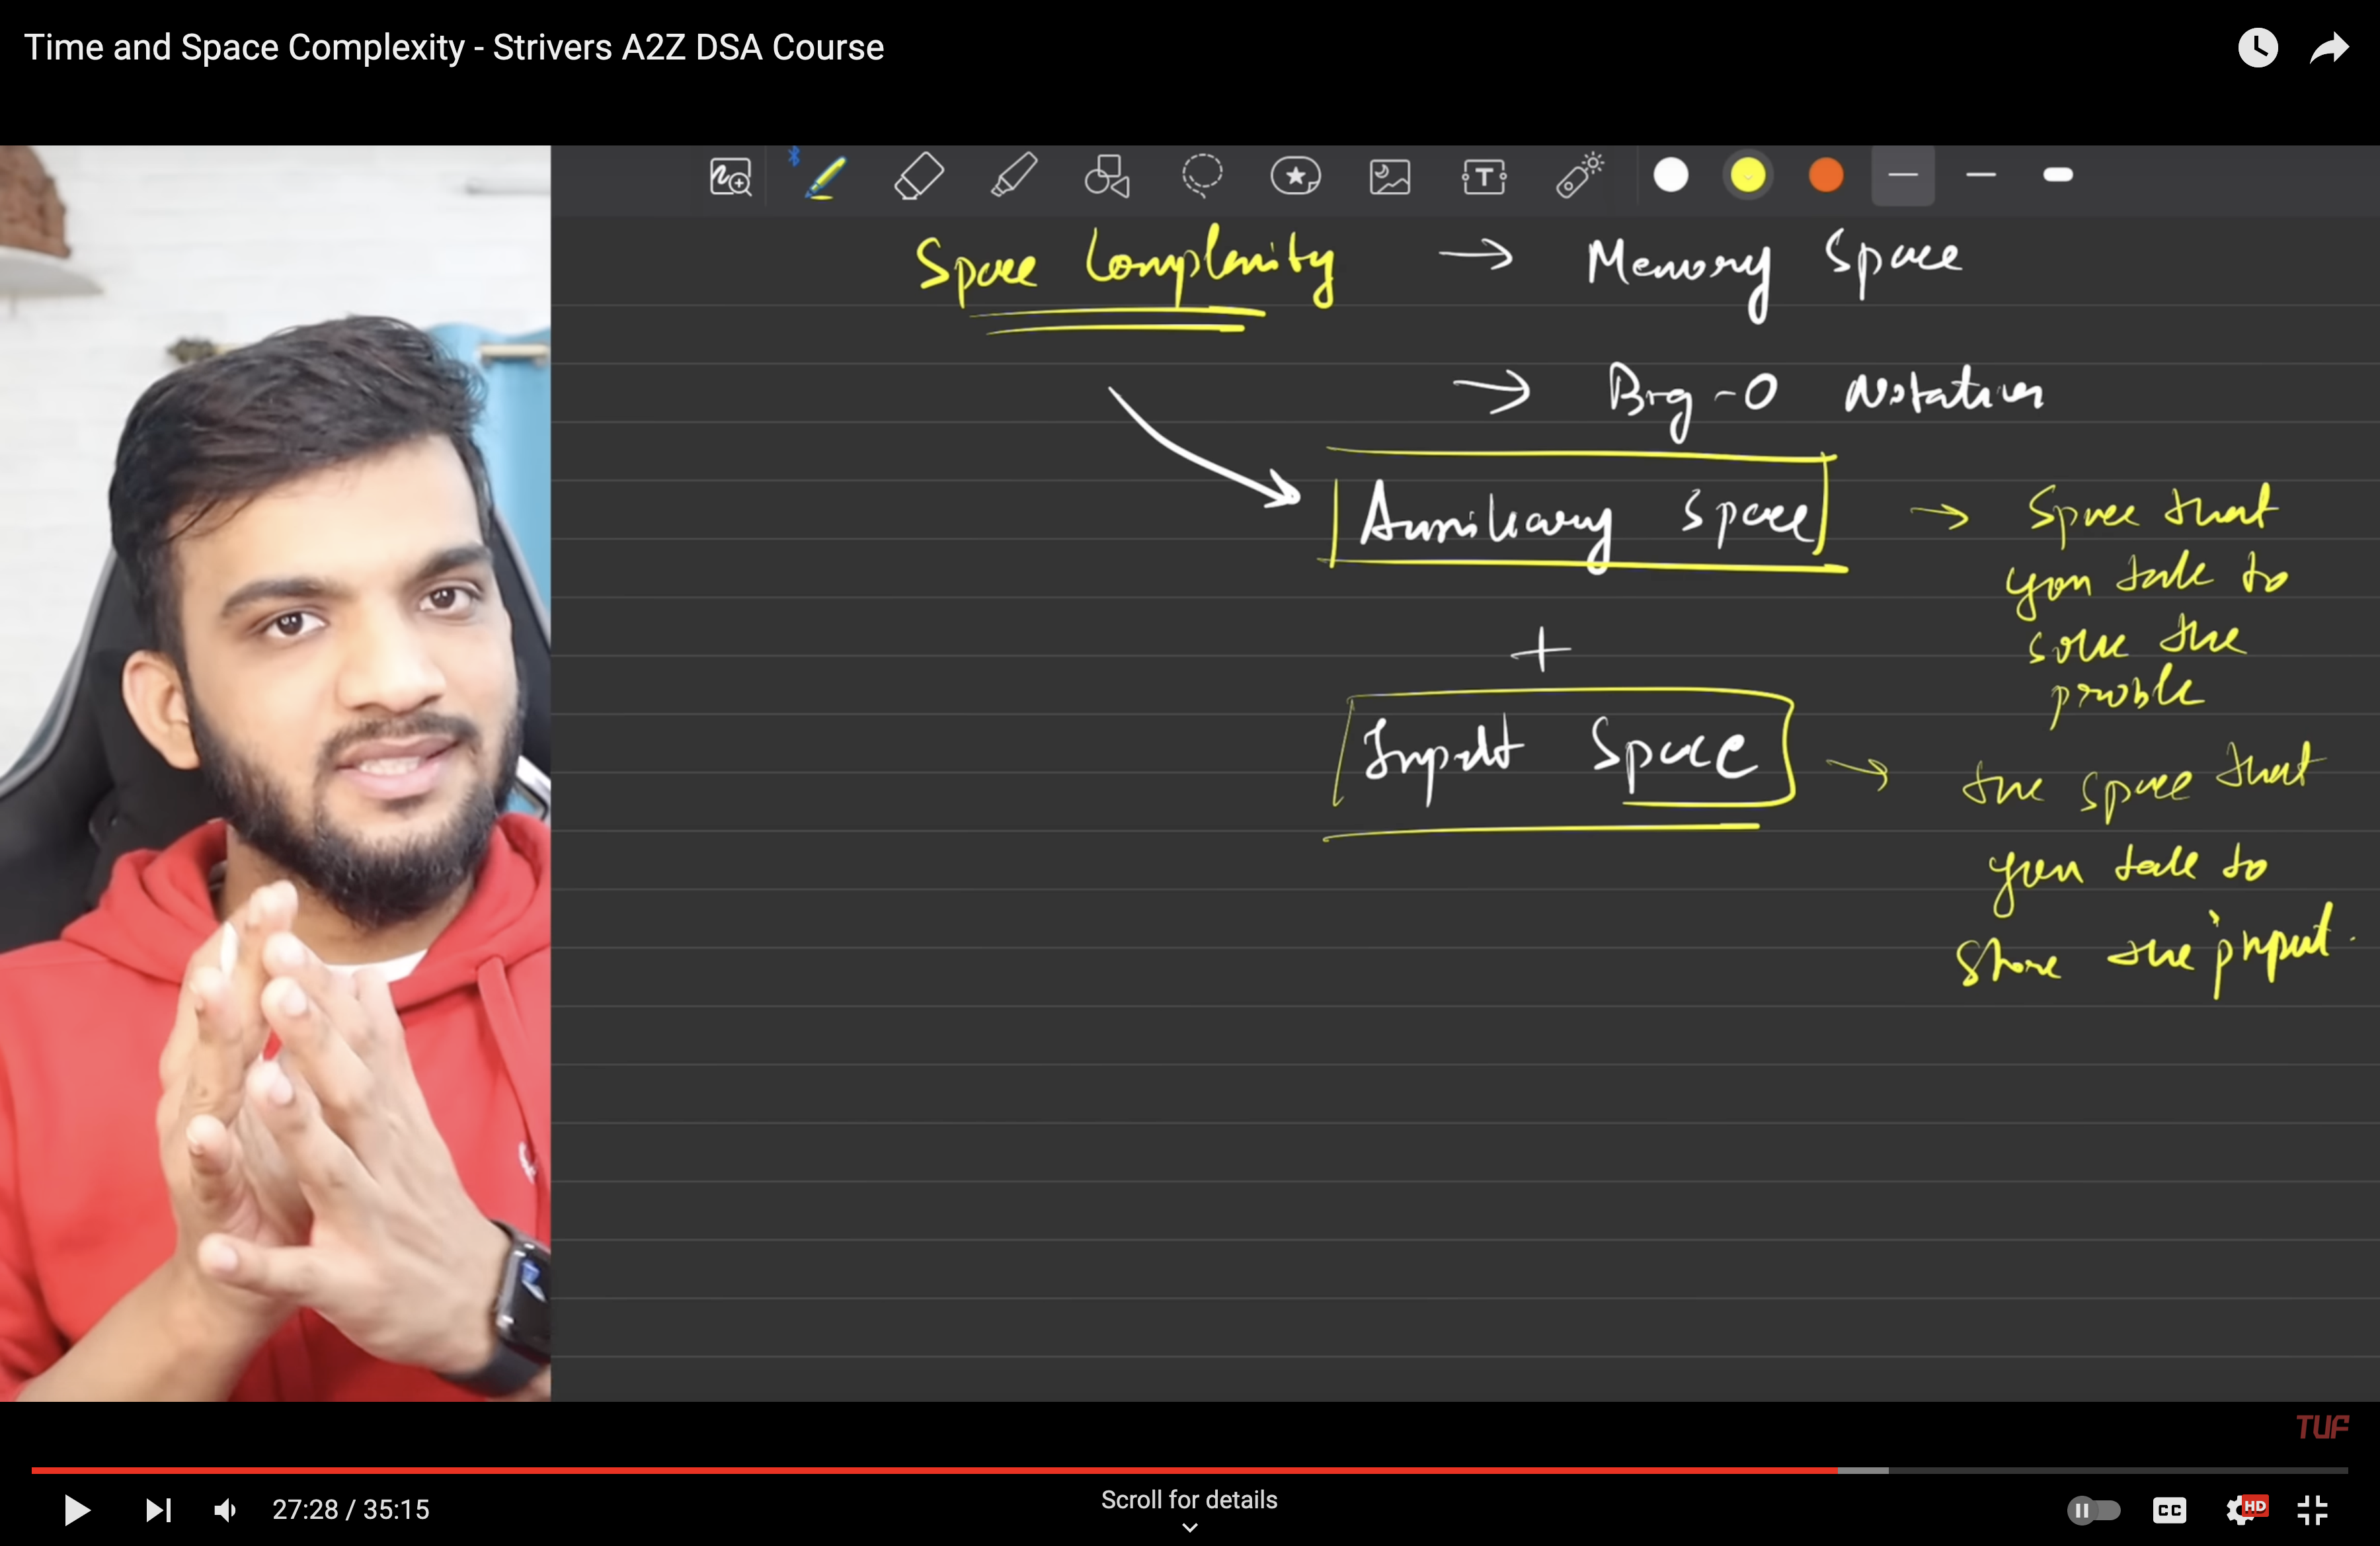 Time and Space Complexity - Strivers A2Z DSA Course
Space Complexity → Memory Space
→ Big-O Notation
Auxiliary Space → Space that
you take to
solve the
proble
+
Input Space → the space that
you take to
store the input.
TUF
27:28 / 35:15
Scroll for details
CC
HD